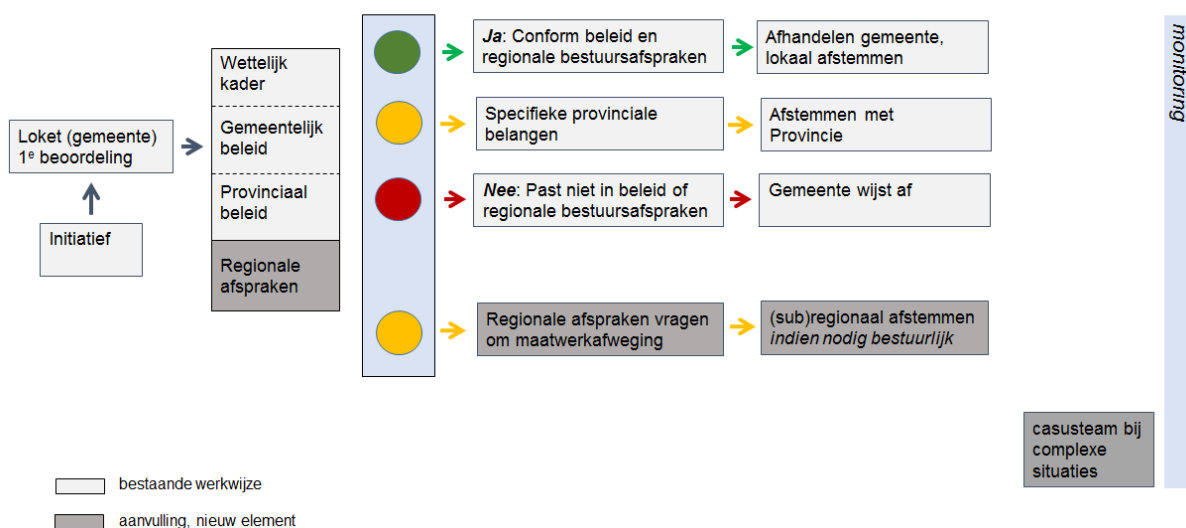 Initiatief
Loket (gemeente)
1e beoordeling
Wettelijk
kader
Gemeentelijk
beleid
Provinciaal
beleid
Regionale
afspraken
Ja: Conform beleid en
regionale bestuursafspraken
Afhandelen gemeente,
lokaal afstemmen
Specifieke provinciale
belangen
Afstemmen met
Provincie
Nee: Past niet in beleid of
regionale bestuursafspraken
Gemeente wijst af
Regionale afspraken vragen
om maatwerkafweging
(sub)regionaal afstemmen
indien nodig bestuurlijk
casusteam bij
complexe
situaties
monitoring
bestaande werkwijze
aanvulling, nieuw element